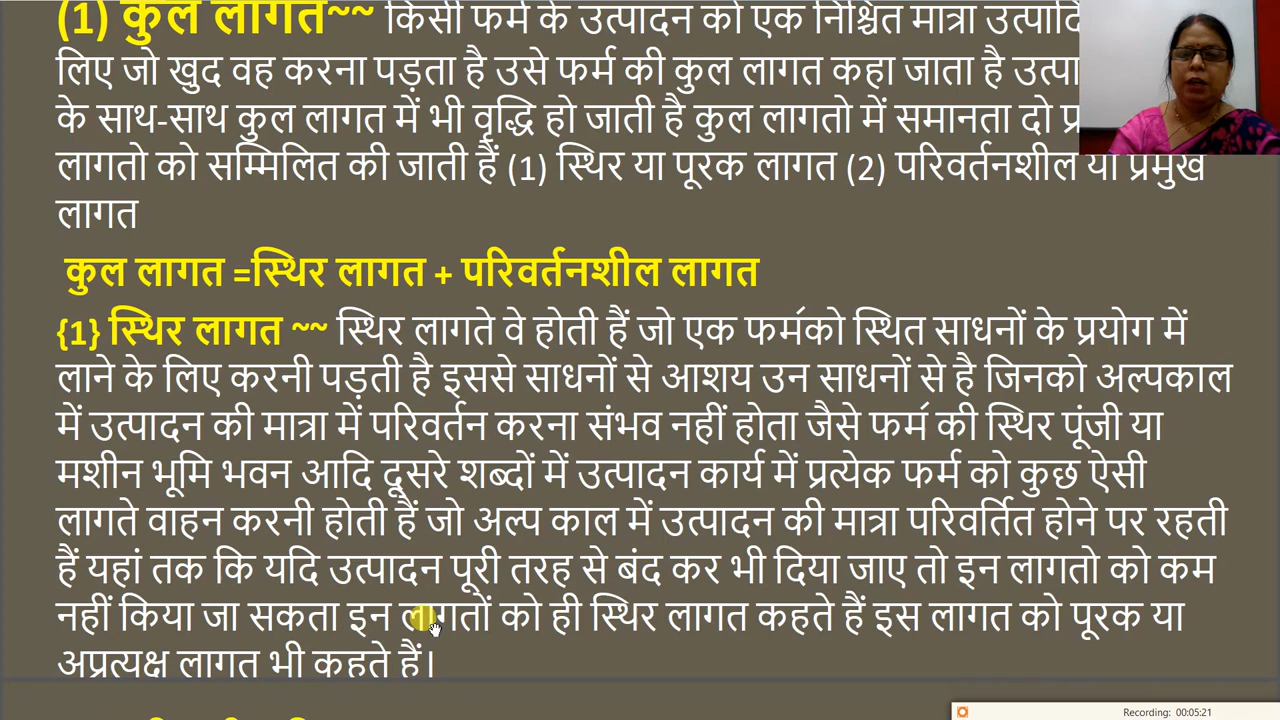 (1) कुल लागत~~ किसी फर्म के उत्पादन को एक निश्चित मात्रा
लिए जो खुद वह करना पड़ता है उसे फर्म की कुल लागत कहा जाता है
के साथ-साथ कुल लागत में भी वृद्धि हो जाती है कुल लागतो में समानता दो
लागतो को सम्मिलित की जाती हैं (1) स्थिर या पूरक लागत (2) परिवर्तनशील या प्रमुख
लागत
कुल लागत =स्थिर लागत + परिवर्तनशील लागत
{1} स्थिर लागत ~~ स्थिर लागते वे होती हैं जो एक फर्मको स्थित साधनों के प्रयोग में
लाने के लिए करनी पड़ती है इससे साधनों से आशय उन साधनों से है जिनको अल्पकाल
में उत्पादन की मात्रा में परिवर्तन करना संभव नहीं होता जैसे फर्म की स्थिर पूंजी या
मशीन भूमि भवन आदि दूसरे शब्दों में उत्पादन कार्य में प्रत्येक फर्म को कुछ ऐसी
लागते वाहन करनी होती हैं जो अल्प काल में उत्पादन की मात्रा परिवर्तित होने पर रहती
हैं यहां तक कि यदि उत्पादन पूरी तरह से बंद कर भी दिया जाए तो इन लागतो को कम
नहीं किया जा सकता इन लागतों को ही स्थिर लागत कहते हैं इस लागत को पूरक या
अप्रत्यक्ष लागत भी कहते हैं।
Recording: 00:05:21